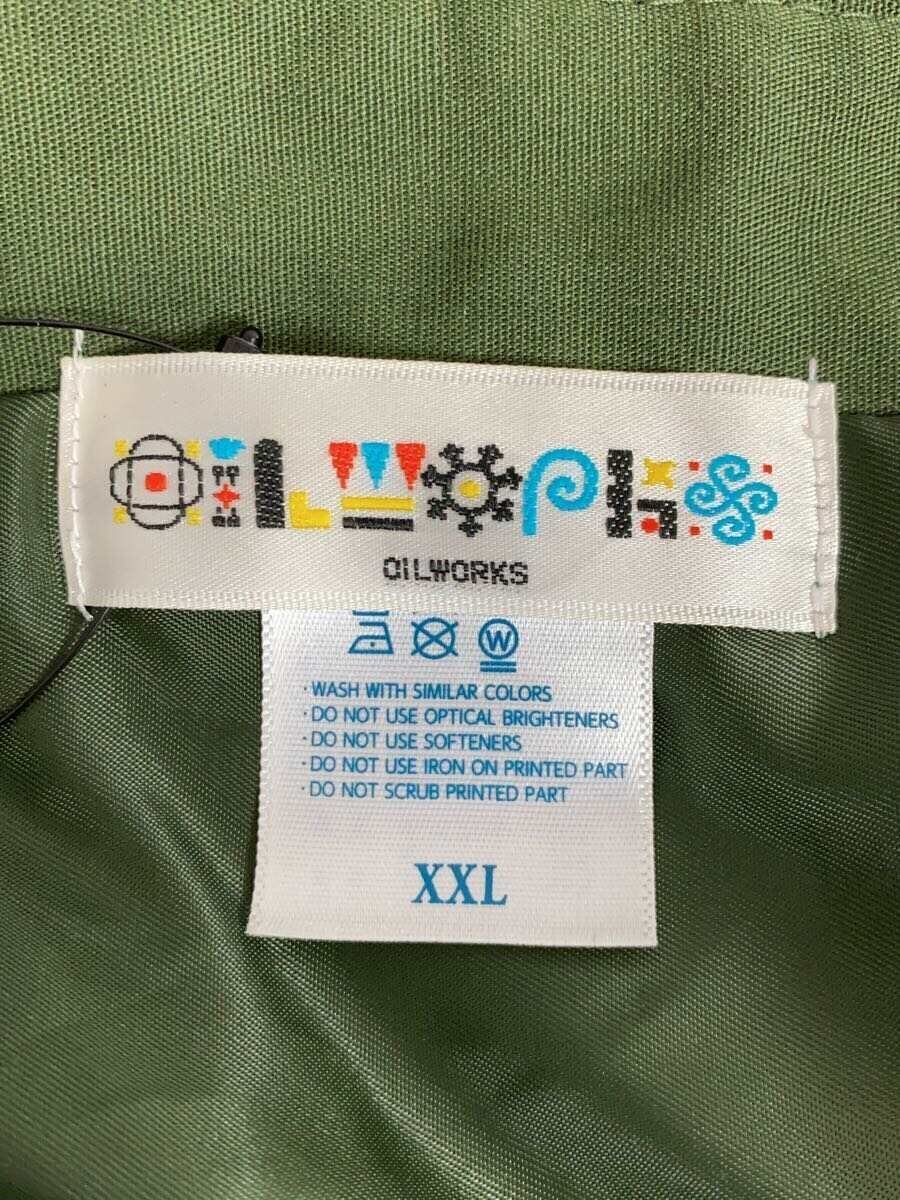 OILWORKS
OILWORKS
W
·WASH WITH SIMILAR COLORS
·DO NOT USE OPTICAL BRIGHTENERS
·DO NOT USE SOFTENERS
·DO NOT USE IRON ON PRINTED PART
·DO NOT SCRUB PRINTED PART
XXL